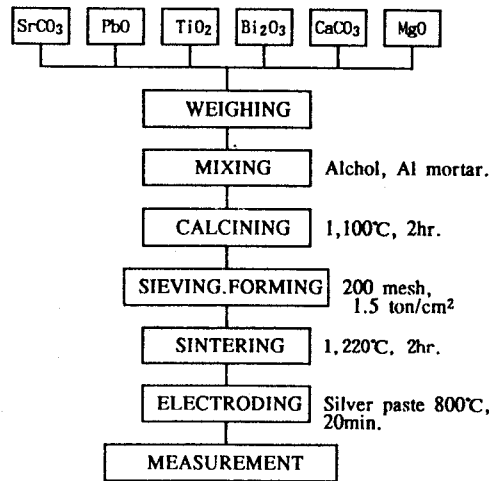 SrCO₃ PbO TiO₂ Bi₂O₃ CaCO₃ MgO
WEIGHING
MIXING Alchol, Al mortar.
CALCINING 1,100℃, 2hr.
SIEVING.FORMING 200 mesh,
1.5 ton/cm²
SINTERING 1,220℃, 2hr.
ELECTRODING Silver paste 800℃,
20min.
MEASUREMENT